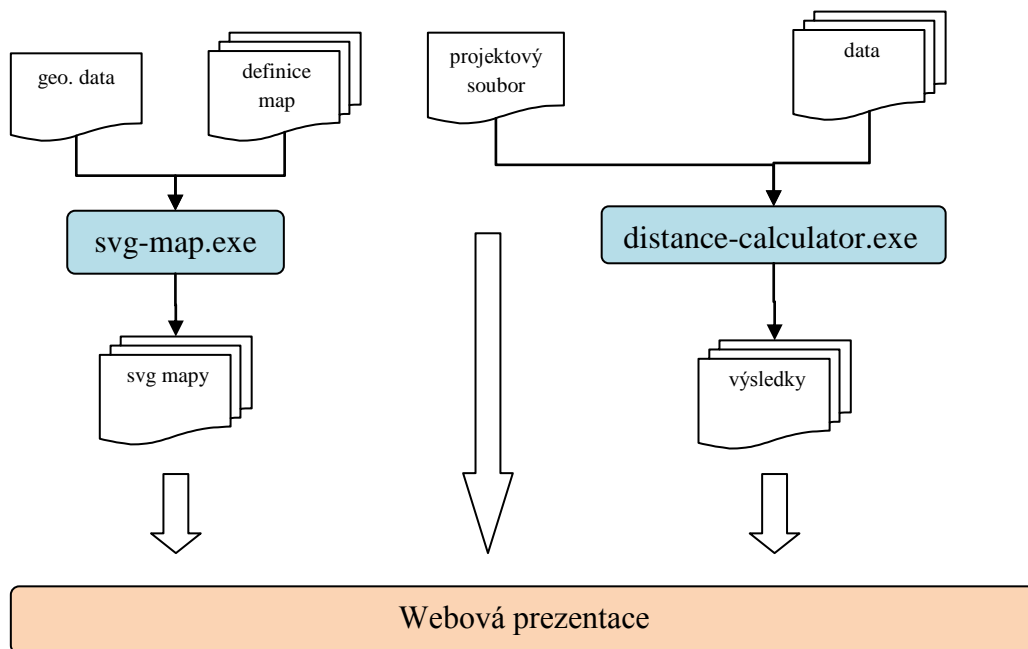 geo. data
definice
map
projektový
soubor
data
svg-map.exe
distance-calculator.exe
svg mapy
výsledky
Webová prezentace